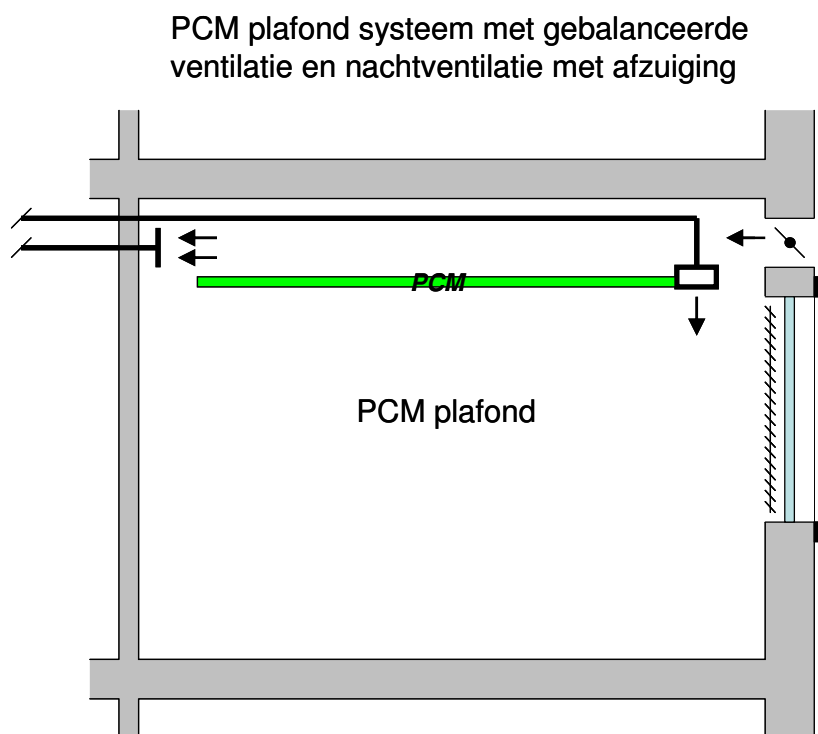 PCM plafond systeem met gebalanceerde
ventilatie en nachtventilatie met afzuiging
PCM
PCM plafond